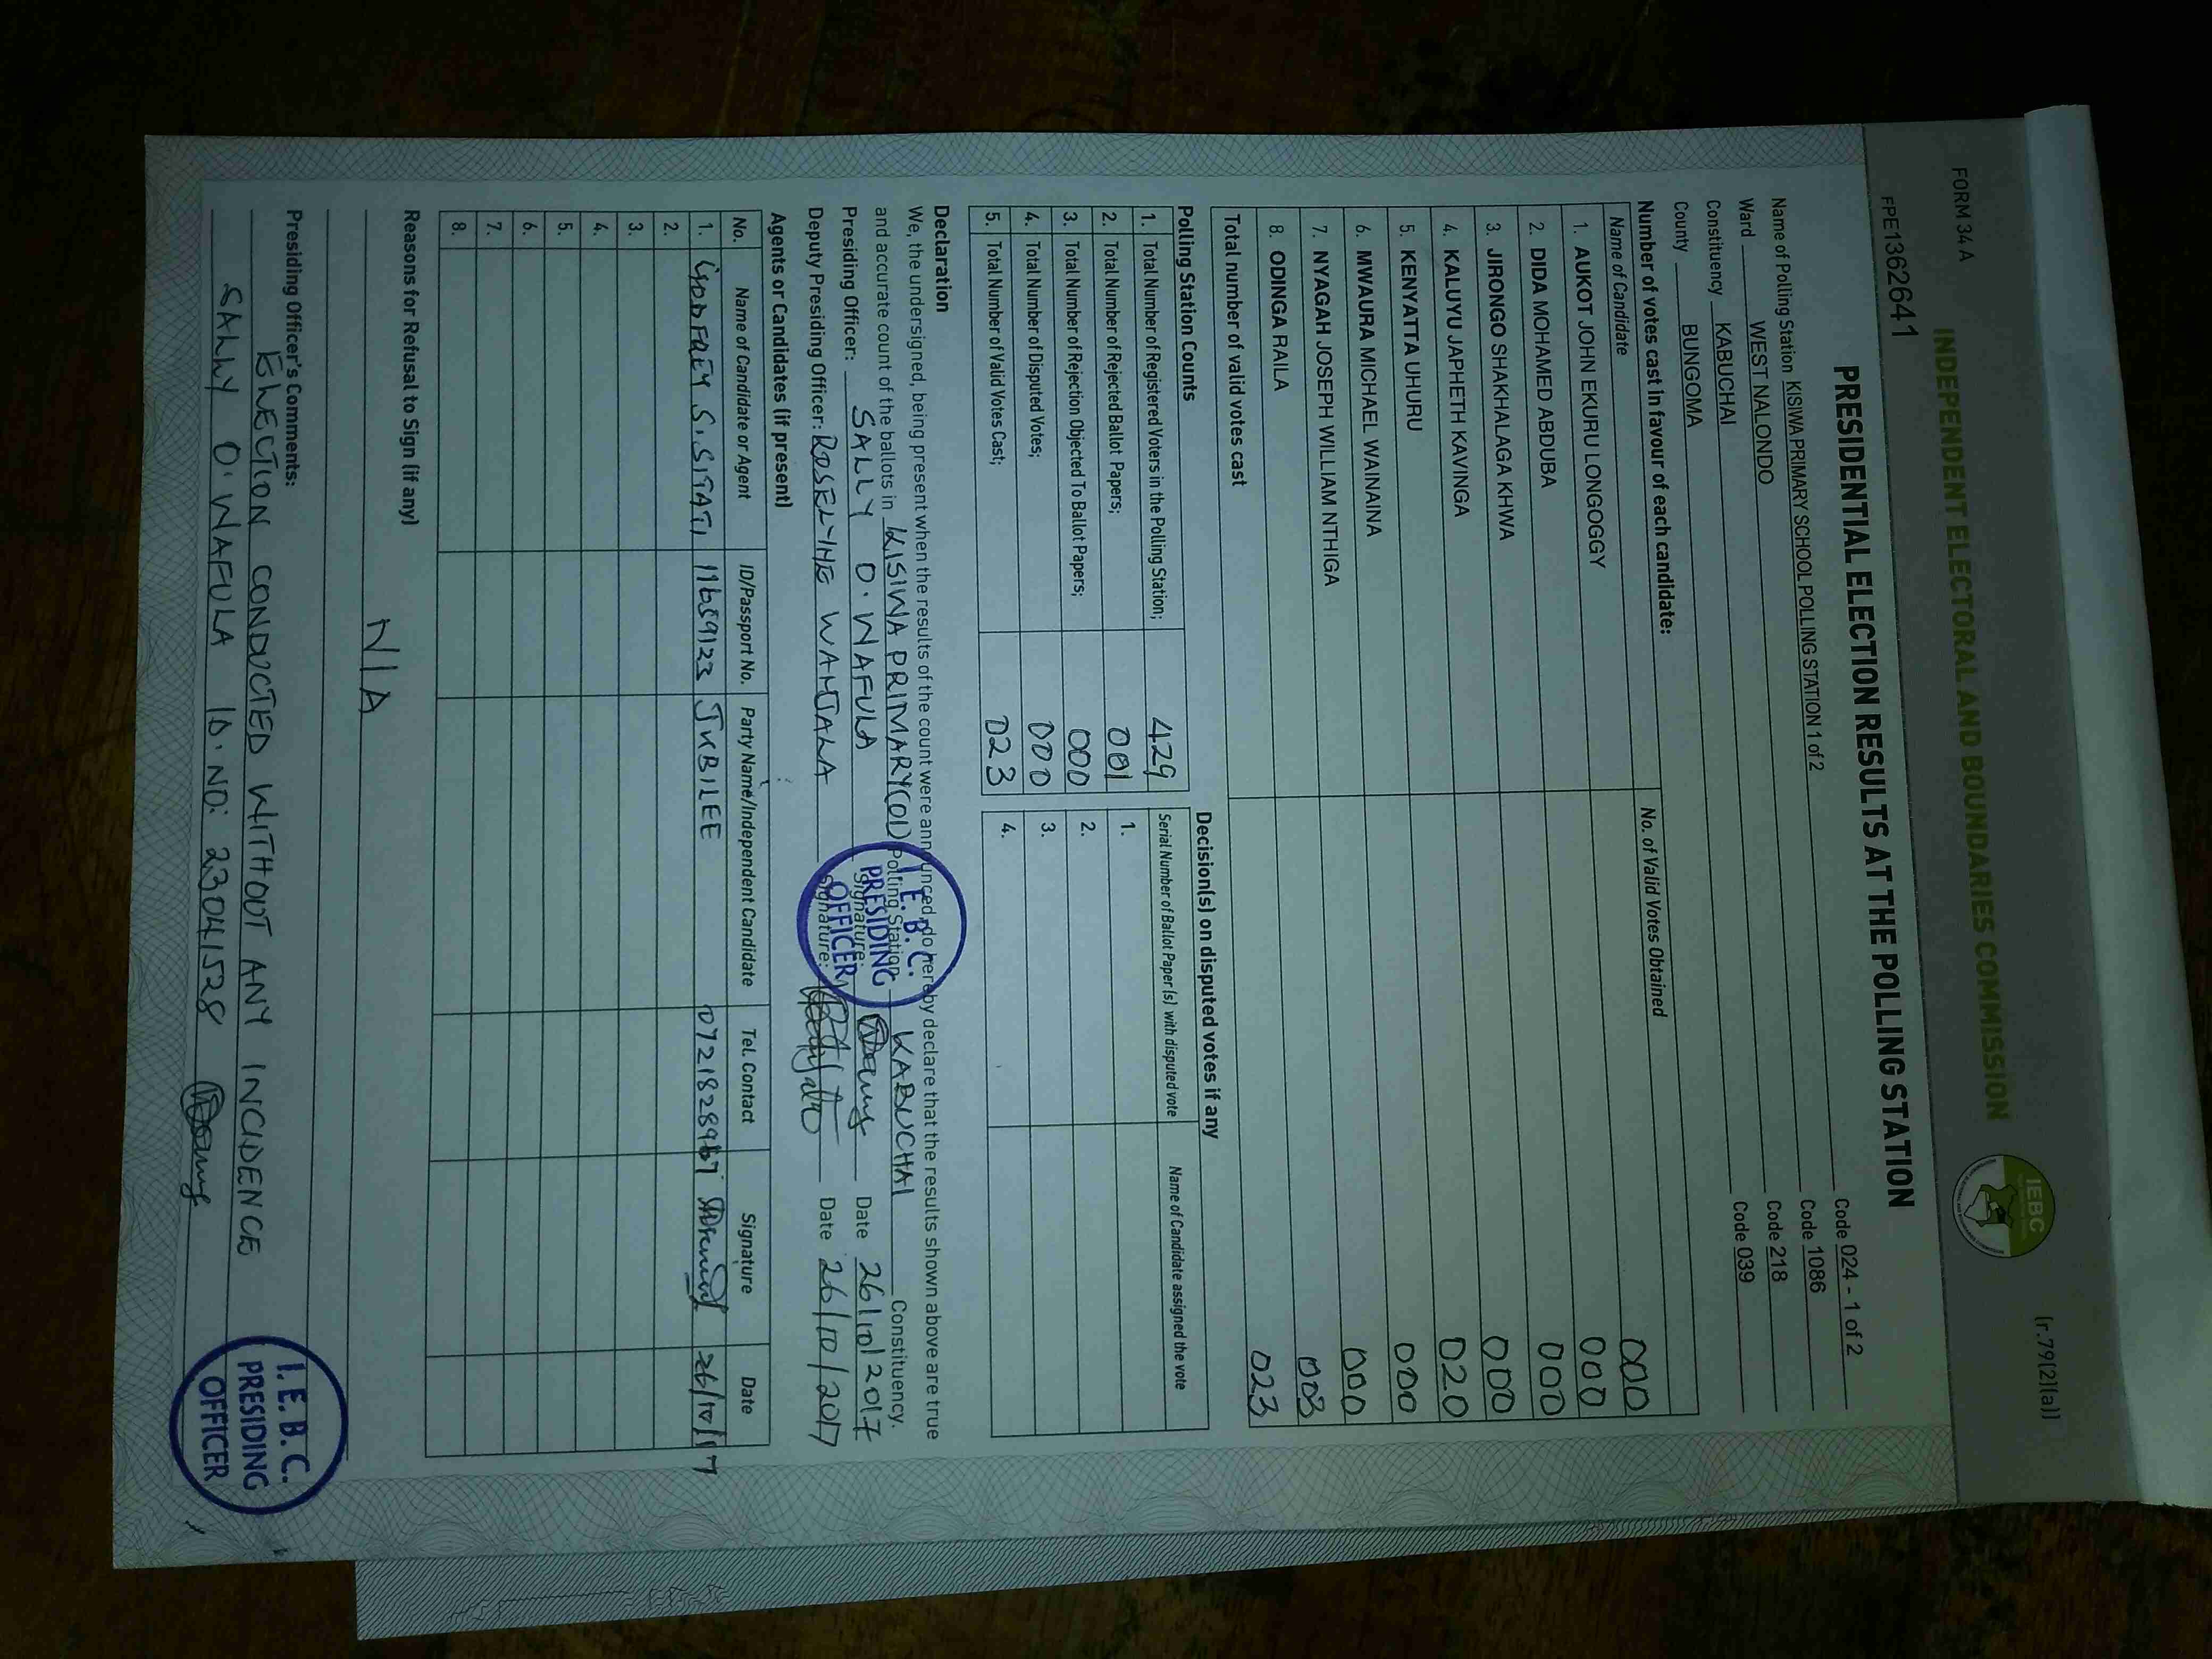 FORM 34 A
(r.79(2)(a))
INDEPENDENT ELECTORAL AND BOUNDARIES COMMISSION
IEBC
FPE1362641
PRESIDENTIAL ELECTION RESULTS AT THE POLLING STATION
Name of Polling Station KISIWA PRIMARY SCHOOL POLLING STATION 1 of 2 Code 024 - 1 of 2
Ward WEST NALONDO Code 1086
Constituency KABUCHAI Code 218
County BUNGOMA Code 039
Number of votes cast in favour of each candidate:
Name of Candidate No. of Valid Votes Obtained
1. AUKOT JOHN EKURU LONGOGGY 000
2. DIDA MOHAMED ABDUBA 000
3. JIRONGO SHAKHALAGA KHWA 000
4. KALUYU JAPHETH KAVINGA 000
5. KENYATTA UHURU 020
6. MWAURA MICHAEL WAINAINA 000
7. NYAGAH JOSEPH WILLIAM NTHIGA 000
8. ODINGA RAILA 003
Total number of valid votes cast 023
Polling Station Counts
1. Total Number of Registered Voters in the Polling Station; 429
2. Total Number of Rejected Ballot Papers; 001
3. Total Number of Rejection Objected To Ballot Papers; 000
4. Total Number of Disputed Votes; 000
5. Total Number of Valid Votes Cast; 023
Decision(s) on disputed votes if any
Serial Number of Ballot Paper (s) with disputed vote Name of Candidate assigned the vote
1.
2.
3.
4.
Declaration
We, the undersigned, being present when the results of the count were announced, do hereby declare that the results shown above are true
and accurate count of the ballots in KISIWA PRIMARY (01) Polling Station KABUCHAI Constituency.
Presiding Officer: SALLY O. WAFULA Signature: Date 26/10/2017
Deputy Presiding Officer: ROSELYNE WANJALA Signature: Date 26/10/2017
I.E.B.C.
PRESIDING
OFFICER
Agents or Candidates (if present)
No. Name of Candidate or Agent ID/Passport No. Party Name/Independent Candidate Tel. Contact Signature Date
1. GODFREY S. SITATI 11659123 JUBILEE 26/10/17
2.
3.
4.
5.
6.
7.
8.
Reasons for Refusal to Sign (if any)
N/A
Presiding Officer's Comments:
ELECTION CONDUCTED WITHOUT ANY INCIDENCE
SALLY O. WAFULA ID. NO: 23041528
I.E.B.C.
PRESIDING
OFFICER